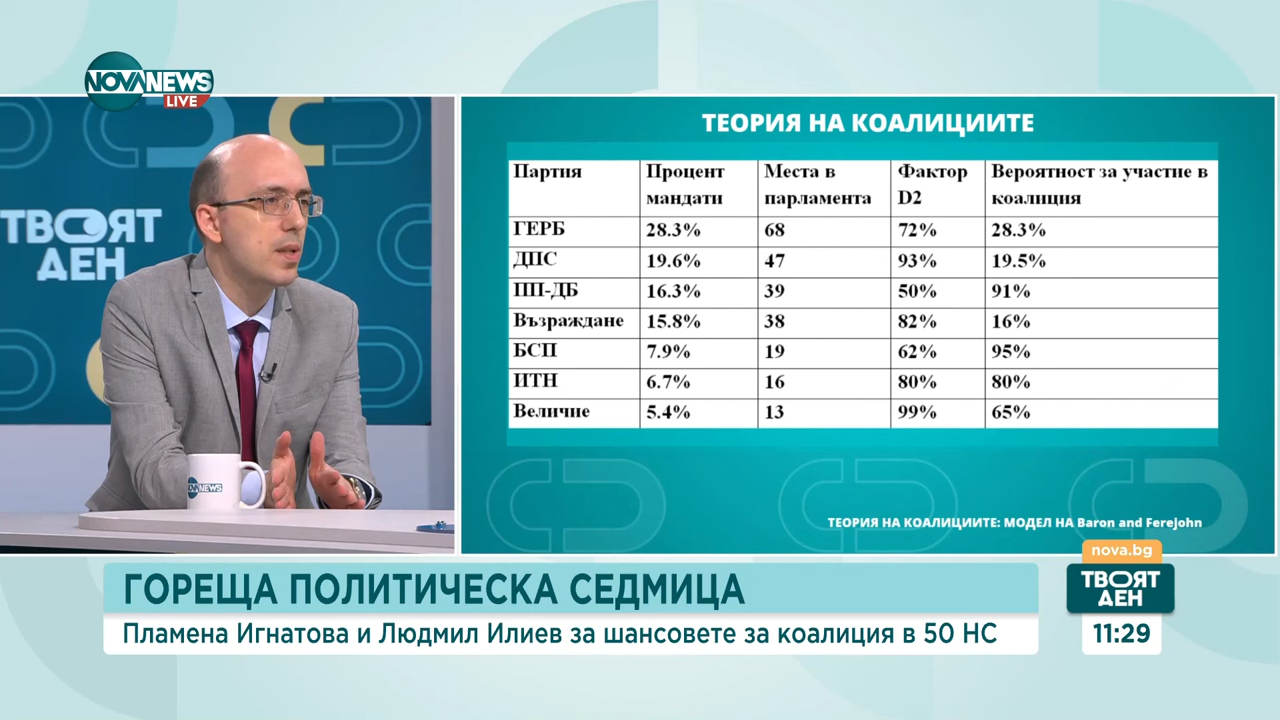 NOVANEWS
LIVE
ТВОЯТ
ДЕН
NOVANEWS
ТЕОРИЯ НА КОАЛИЦИИТЕ
Партия Процент мандати Места в парламента Фактор D2 Вероятност за участие в коалиция
ГЕРБ 28.3% 68 72% 28.3%
ДПС 19.6% 47 93% 19.5%
ПП-ДБ 16.3% 39 50% 91%
Възраждане 15.8% 38 82% 16%
БСП 7.9% 19 62% 95%
ИТН 6.7% 16 80% 80%
Величие 5.4% 13 99% 65%
ТЕОРИЯ НА КОАЛИЦИИТЕ: МОДЕЛ НА Baron and Ferejohn
ГОРЕЩА ПОЛИТИЧЕСКА СЕДМИЦА
Пламена Игнатова и Людмил Илиев за шансовете за коалиция в 50 НС
nova.bg
ТВОЯТ
ДЕН
11:29